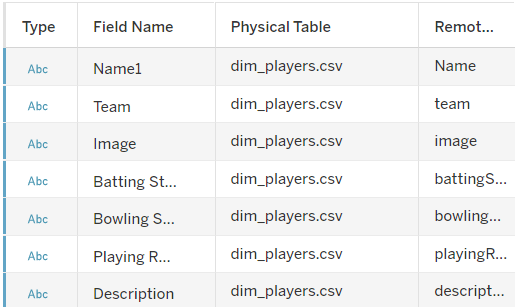 Type Field Name Physical Table Remot...
Abc Name1 dim_players.csv Name
Abc Team dim_players.csv team
Abc Image dim_players.csv image
Abc Batting St... dim_players.csv battingS...
Abc Bowling S... dim_players.csv bowling...
Abc Playing R... dim_players.csv playingR...
Abc Description dim_players.csv descript...